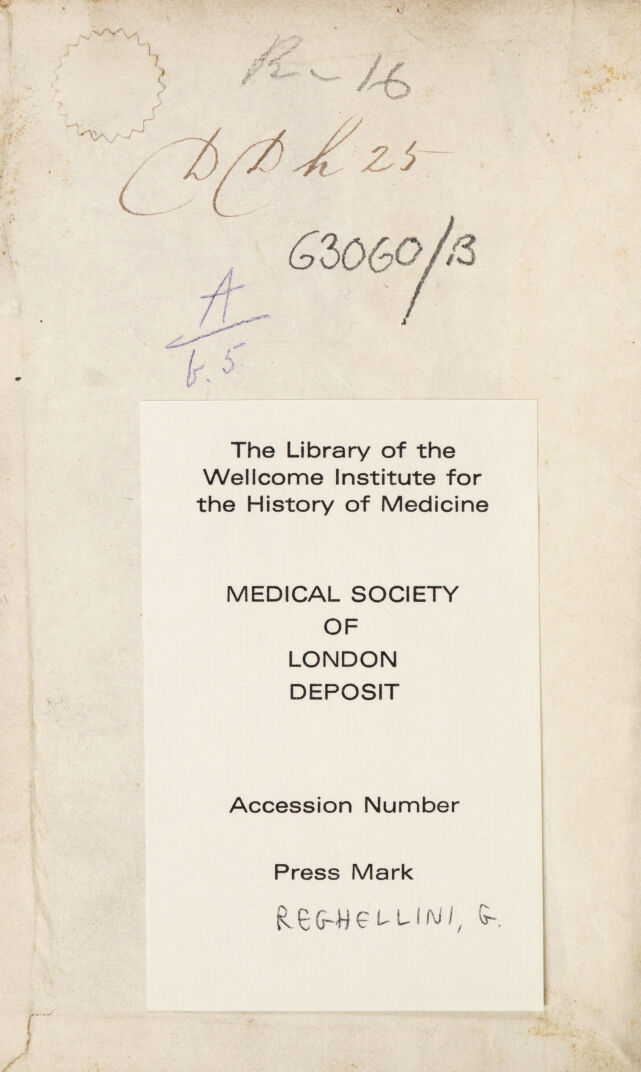 R-16
DDh 25
63060/B
A
6.5
The Library of the
Wellcome Institute for
the History of Medicine
MEDICAL SOCIETY
OF
LONDON
DEPOSIT
Accession Number
Press Mark
REGHELLINI, G.